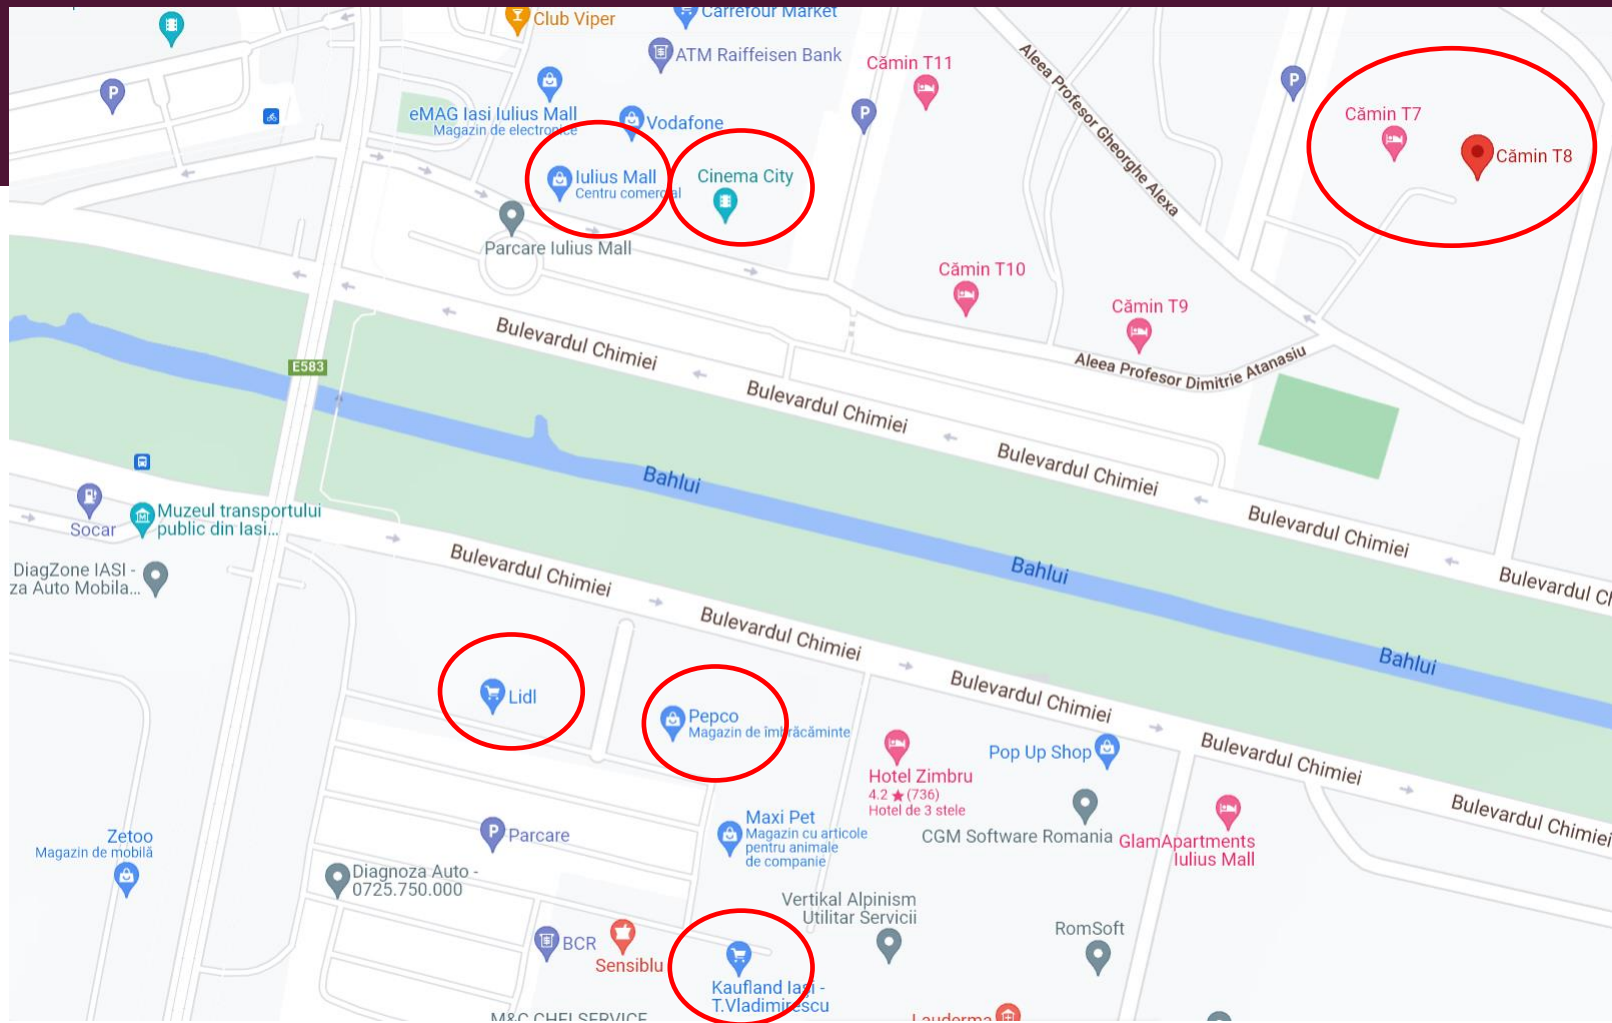 Club Viper
Carrefour Market
ATM Raiffeisen Bank
Cămin T11
Aleea Profesor Gheorghe Alexa
P
P
P
Cămin T7
Cămin T8
eMAG Iasi Iulius Mall
Magazin de electronice
Vodafone
Iulius Mall
Centru comercial
Cinema City
Parcare Iulius Mall
Cămin T10
Cămin T9
Aleea Profesor Dimitrie Atanasiu
Bulevardul Chimiei
Bulevardul Chimiei
Bulevardul Chimiei
Bulevardul Chimiei
Bulevardul Ch
E583
Bahlui
Bahlui
Bahlui
Socar
Muzeul transportului
public din Iasi...
DiagZone IASI -
za Auto Mobila...
Bulevardul Chimiei
Bulevardul Chimiei
Bulevardul Chimiei
Bulevardul Chimiei
Bulevardul Chimiei
Lidl
Pepco
Magazin de îmbrăcăminte
Hotel Zimbru
4.2 ★ (736)
Hotel de 3 stele
Pop Up Shop
CGM Software Romania
GlamApartments
Iulius Mall
Maxi Pet
Magazin cu articole
pentru animale
de companie
P Parcare
Zetoo
Magazin de mobilă
Diagnoza Auto -
0725.750.000
Vertikal Alpinism
Utilitar Servicii
RomSoft
BCR
Sensiblu
Kaufland Iași -
T.Vladimirescu
M&C CHEI SERVICE
Lauderma